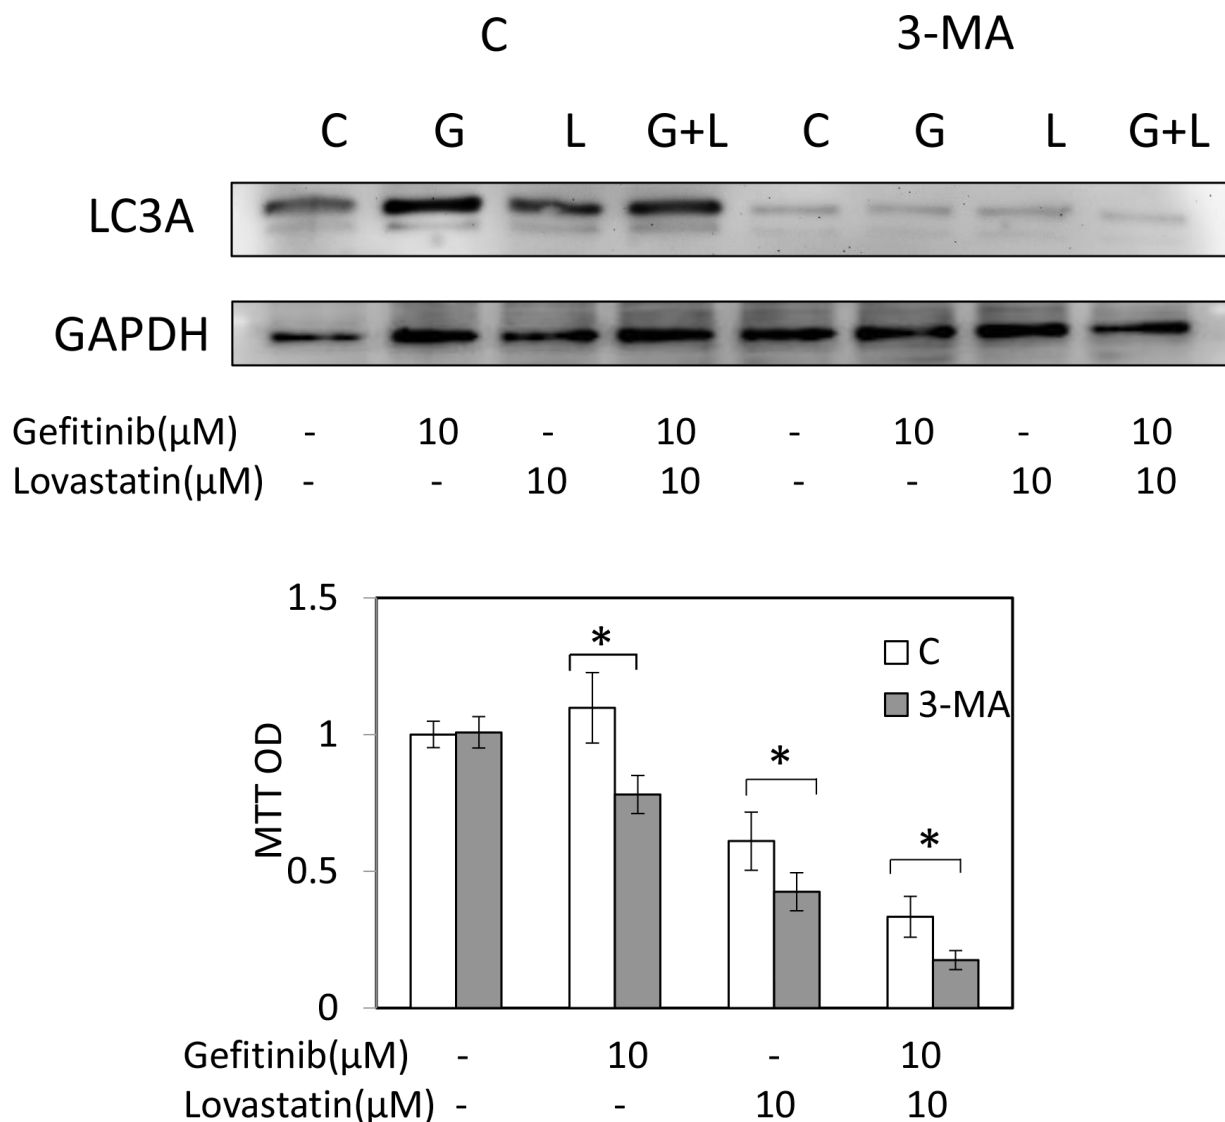 C 3-MA
C G L G+L C G L G+L
LC3A
GAPDH
Gefitinib(μM) - 10 - 10 - 10 - 10
Lovastatin(μM) - - 10 10 - - 10 10
1.5
*
C
*
3-MA
1
*
MTT OD
0.5
0
Gefitinib(μM) - 10 - 10
Lovastatin(μM) - - 10 10